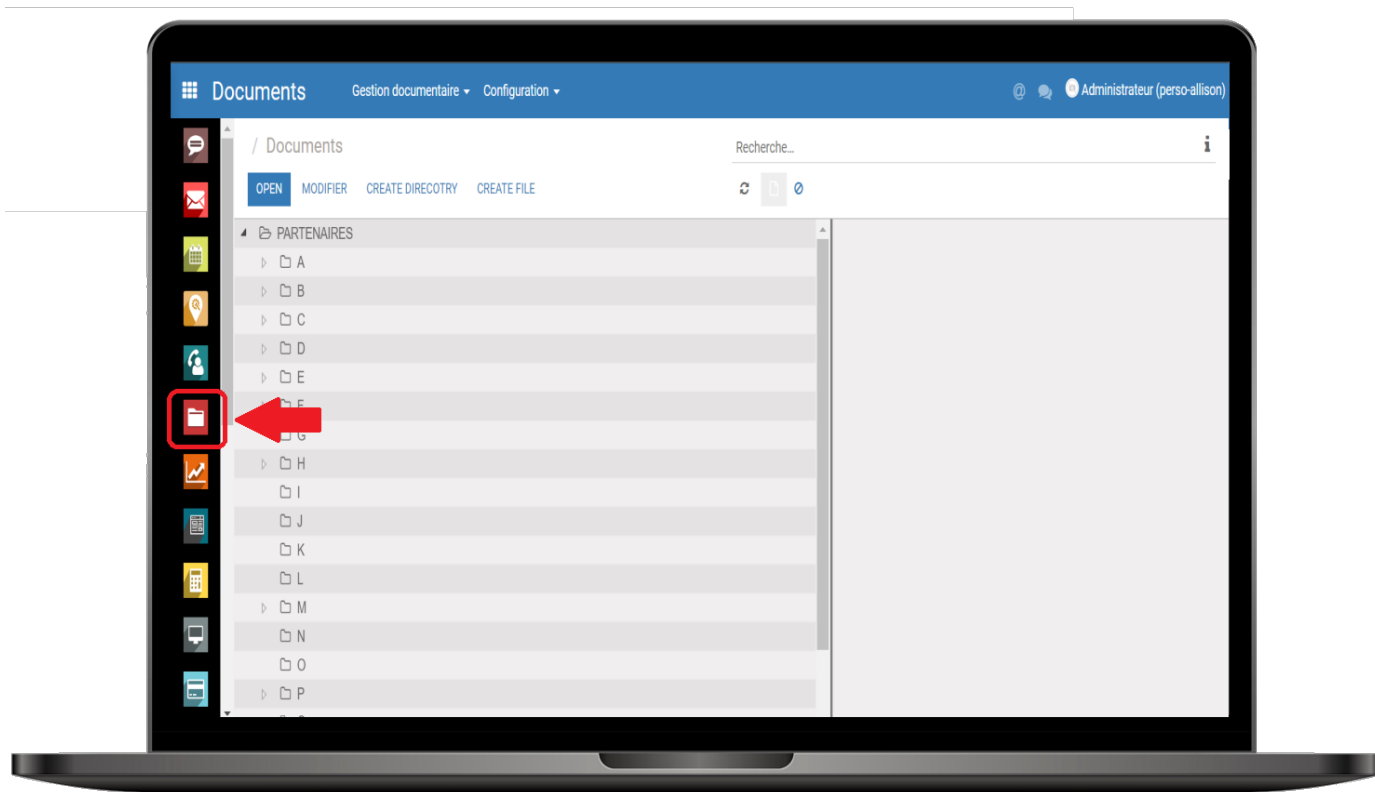 Documents Gestion documentaire Configuration @ Administrateur (perso-allison)
/ Documents Recherche...
OPEN MODIFIER CREATE DIRECOTRY CREATE FILE
PARTENAIRES
A
B
C
D
E
F
G
H
I
J
K
L
M
N
O
P